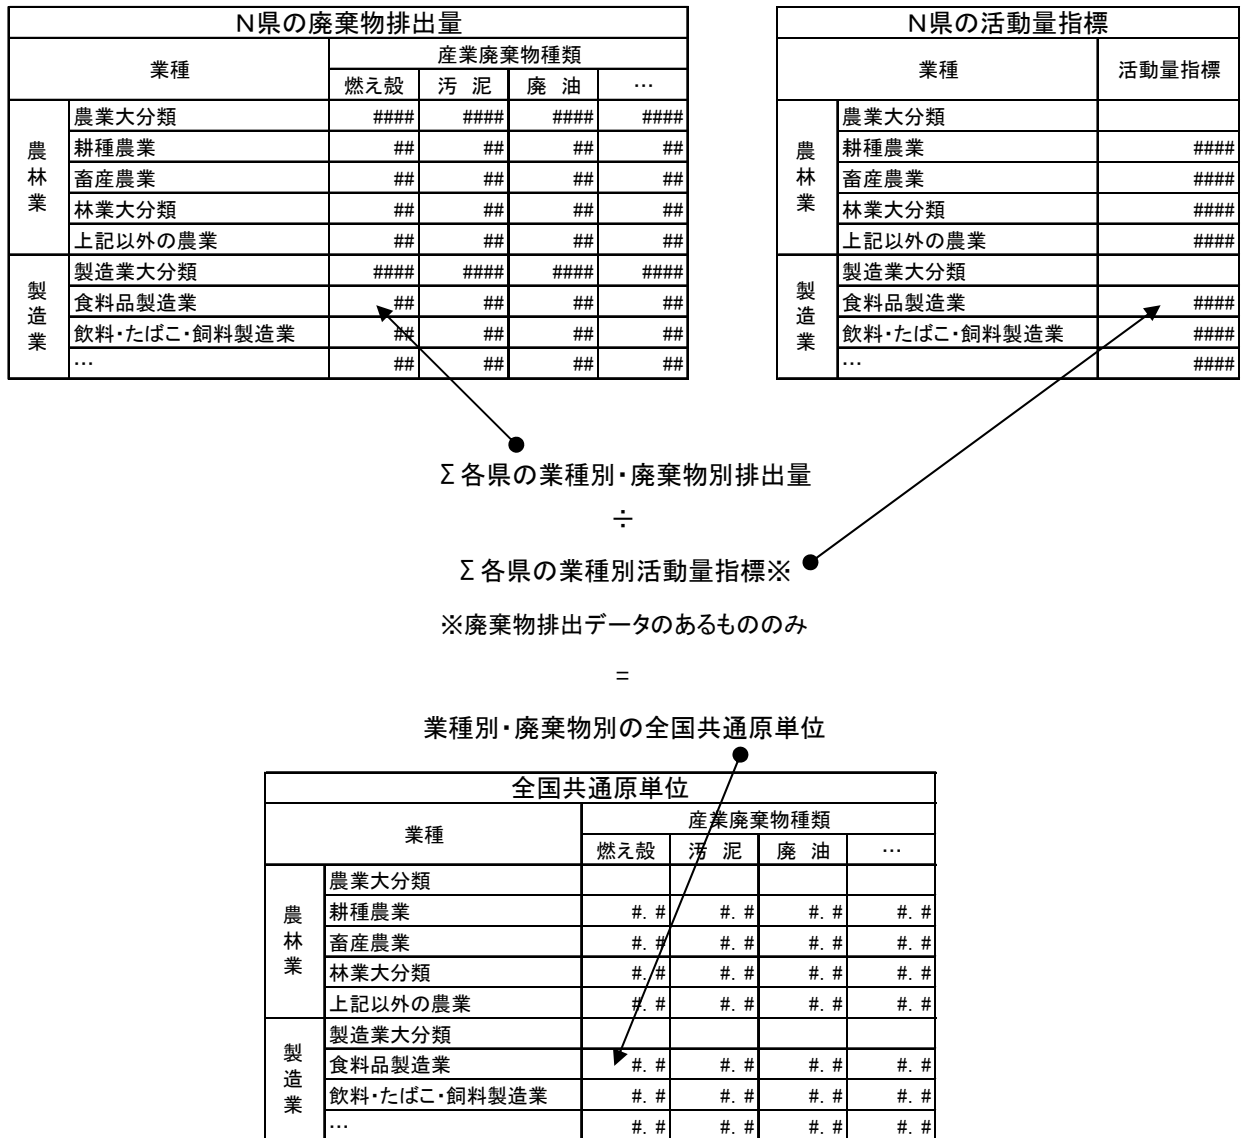 N県の廃棄物排出量
業種 産業廃棄物種類
燃え殻 汚 泥 廃 油 …
農林業 農業大分類 #### #### #### ####
耕種農業 ## ## ## ##
畜産農業 ## ## ## ##
林業大分類 ## ## ## ##
上記以外の農業 ## ## ## ##
製造業 製造業大分類 #### #### #### ####
食料品製造業 ## ## ## ##
飲料・たばこ・飼料製造業 ## ## ## ##
… ## ## ## ##
N県の活動量指標
業種 活動量指標
農林業 農業大分類
耕種農業 ####
畜産農業 ####
林業大分類 ####
上記以外の農業 ####
製造業 製造業大分類
食料品製造業 ####
飲料・たばこ・飼料製造業 ####
… ####
Σ各県の業種別・廃棄物別排出量
÷
Σ各県の業種別活動量指標※
※廃棄物排出データのあるもののみ
=
業種別・廃棄物別の全国共通原単位
全国共通原単位
業種 産業廃棄物種類
燃え殻 汚 泥 廃 油 …
農林業 農業大分類
耕種農業 #. # #. # #. # #. #
畜産農業 #. # #. # #. # #. #
林業大分類 #. # #. # #. # #. #
上記以外の農業 #. # #. # #. # #. #
製造業 製造業大分類
食料品製造業 #. # #. # #. # #. #
飲料・たばこ・飼料製造業 #. # #. # #. # #. #
… #. # #. # #. # #. #